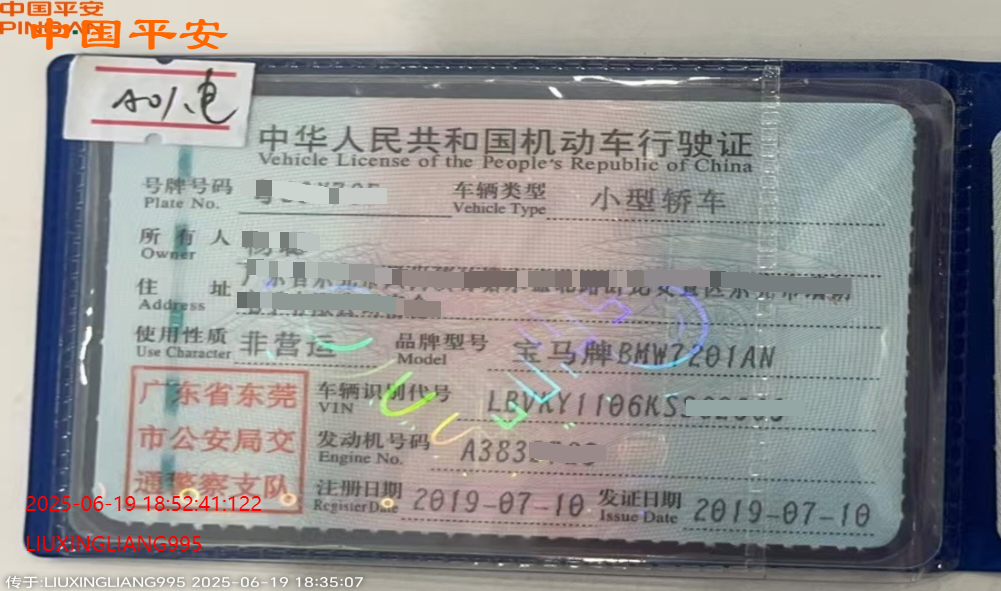 中国平安
PING
中国平安
A01.电
中华人民共和国机动车行驶证
Vehicle License of the People's Republic of China
号牌号码
Plate No.
车辆类型 小型轿车
Vehicle Type
所有人
Owner
住址
Address
使用性质 非营运
Use Character
品牌型号 宝马牌BMW7201AN
Model
广东省东莞
市公安局交
通警察支队
车辆识别代号 LBVKY1106KS
VIN
发动机号码 A383
Engine No.
注册日期 2019-07-10
Register Date
发证日期 2019-07-10
Issue Date
2025-06-19 18:52:41:122
LIUXINGLIANG995
传于:LIUXINGLIANG995 2025-06-19 18:35:07